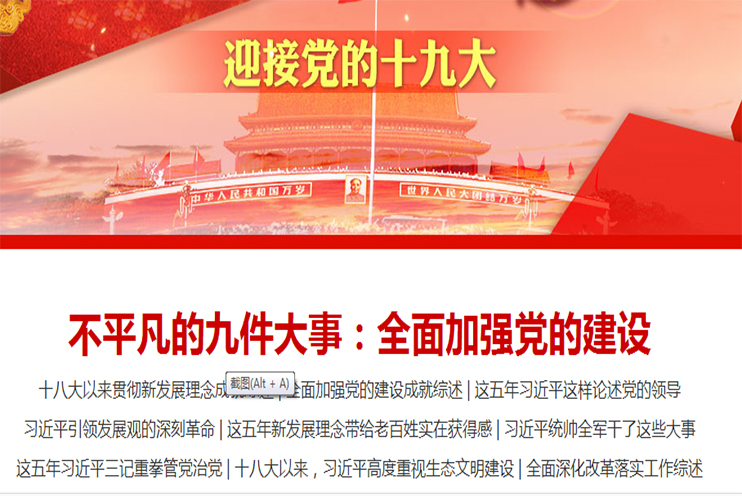 迎接党的十九大
中华人民共和国万岁
世界人民大团结万岁
不平凡的九件大事：全面加强党的建设
十八大以来贯彻新发展理念成 | 全面加强党的建设成就综述 | 这五年习近平这样论述党的领导
截图(Alt + A)
习近平引领发展观的深刻革命 | 这五年新发展理念带给老百姓实在获得感 | 习近平统帅全军干了这些大事
这五年习近平三记重拳管党治党 | 十八大以来，习近平高度重视生态文明建设 | 全面深化改革落实工作综述